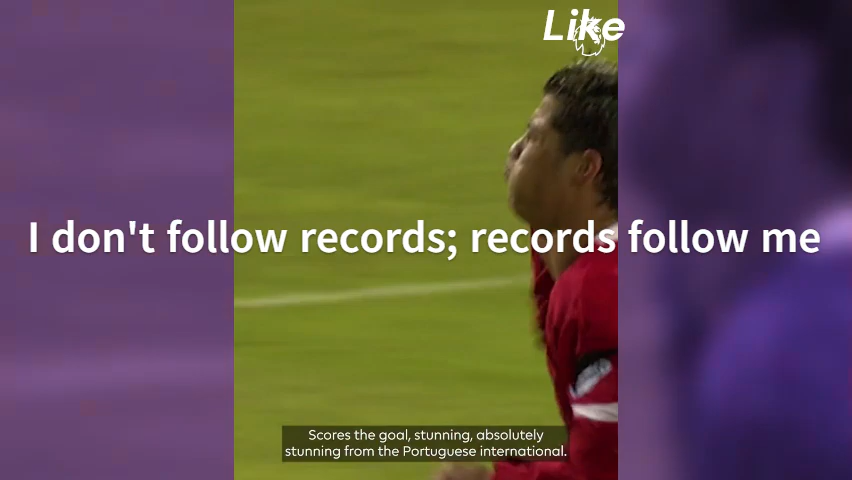 Like
I don't follow records; records follow me
Scores the goal, stunning, absolutely
stunning from the Portuguese international.